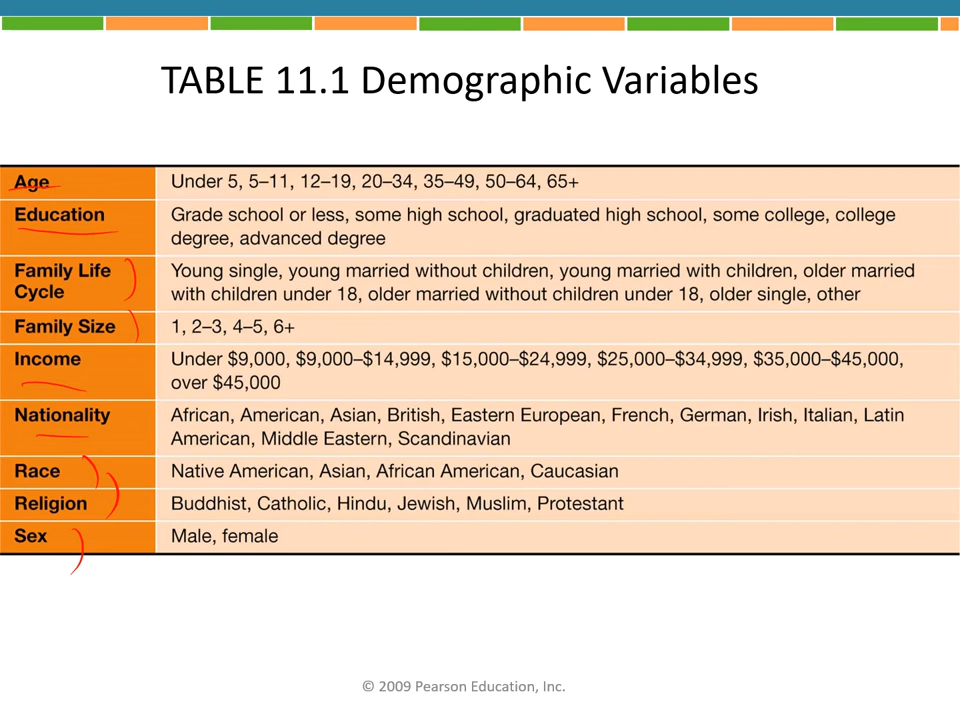 TABLE 11.1 Demographic Variables
Age Under 5, 5–11, 12–19, 20–34, 35–49, 50–64, 65+
Education Grade school or less, some high school, graduated high school, some college, college
degree, advanced degree
Family Life Young single, young married without children, young married with children, older married
Cycle with children under 18, older married without children under 18, older single, other
Family Size 1, 2–3, 4–5, 6+
Income Under $9,000, $9,000–$14,999, $15,000–$24,999, $25,000–$34,999, $35,000–$45,000,
over $45,000
Nationality African, American, Asian, British, Eastern European, French, German, Irish, Italian, Latin
American, Middle Eastern, Scandinavian
Race Native American, Asian, African American, Caucasian
Religion Buddhist, Catholic, Hindu, Jewish, Muslim, Protestant
Sex Male, female
© 2009 Pearson Education, Inc.